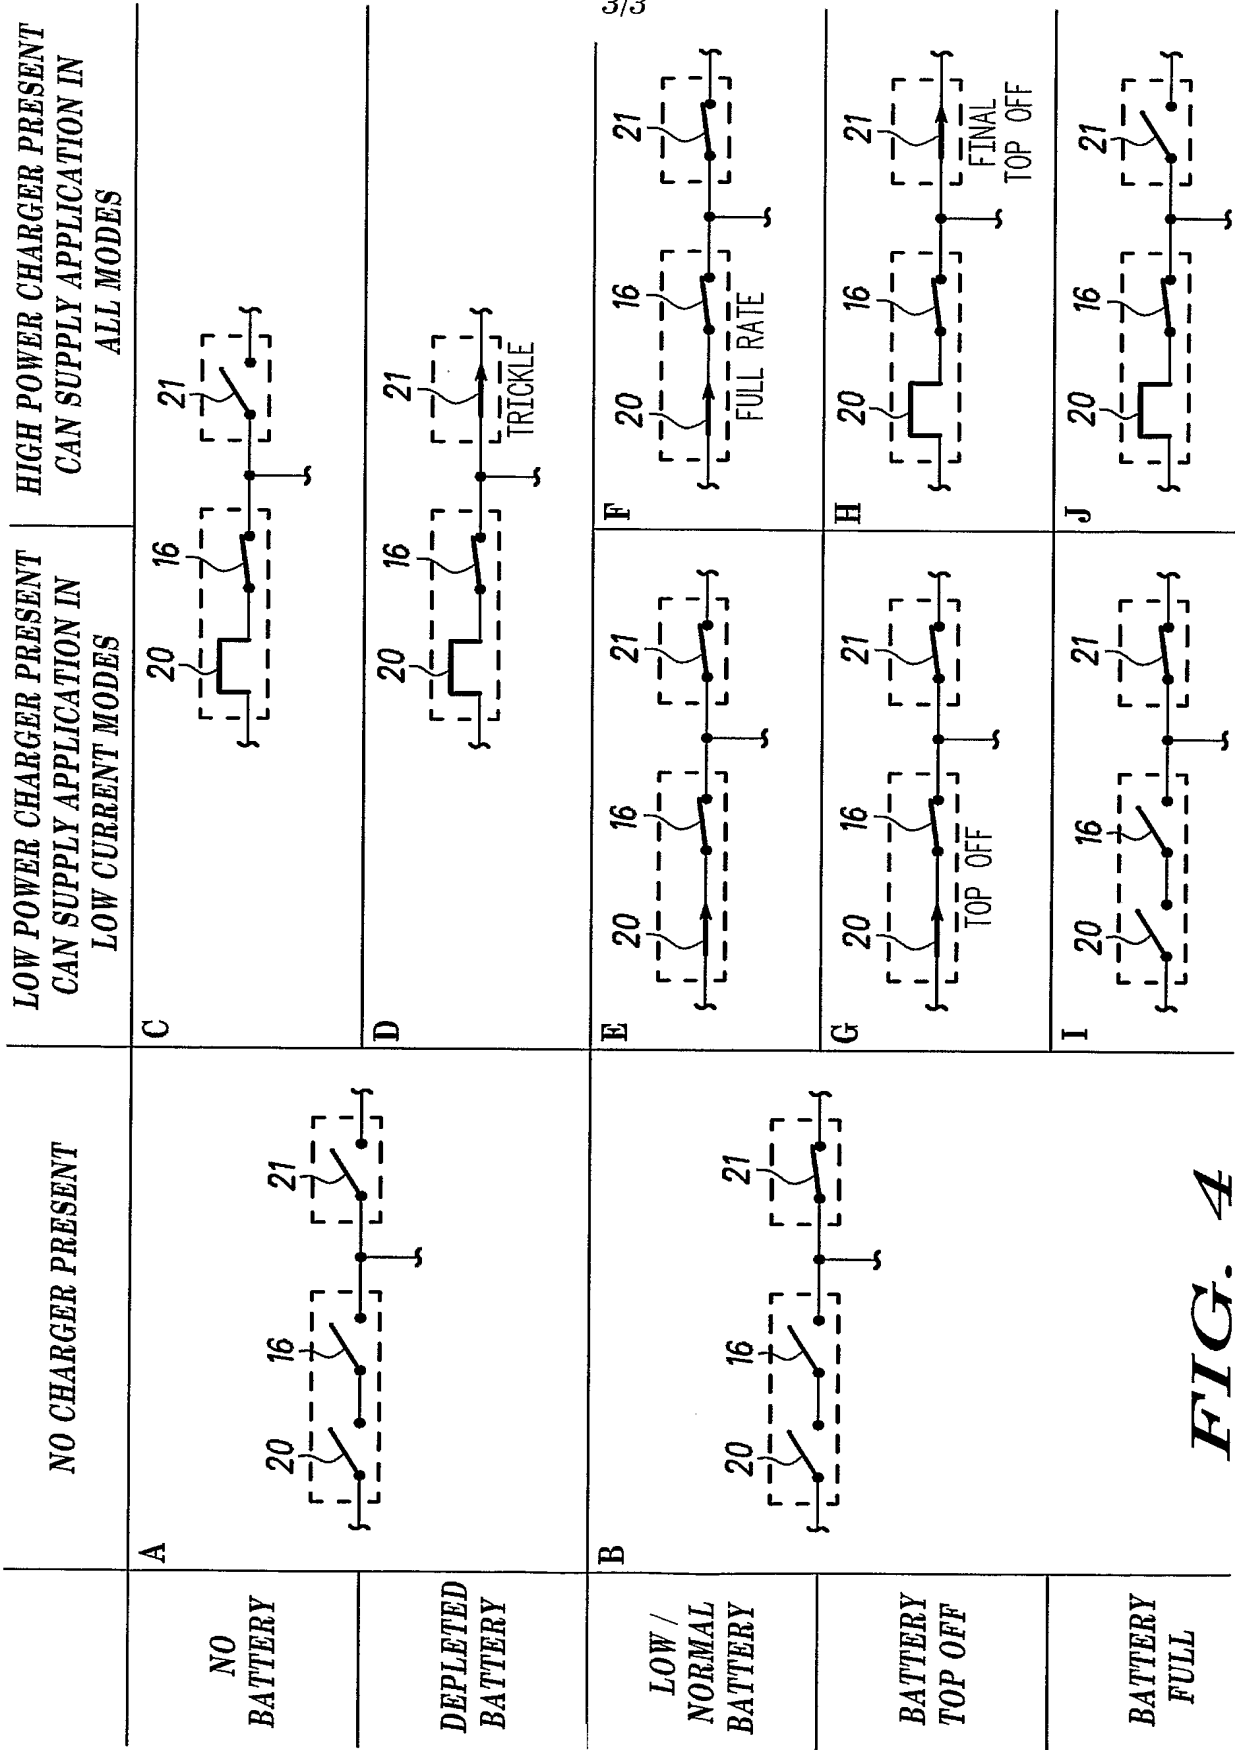 3/3
NO CHARGER PRESENT
LOW POWER CHARGER PRESENT
CAN SUPPLY APPLICATION IN
LOW CURRENT MODES
HIGH POWER CHARGER PRESENT
CAN SUPPLY APPLICATION IN
ALL MODES
NO
BATTERY
A
20
16
21
C
20
16
21
DEPLETED
BATTERY
D
20
16
21
TRICKLE
LOW /
NORMAL
BATTERY
B
20
16
21
E
20
16
21
F
20
16
21
FULL RATE
BATTERY
TOP OFF
G
20
16
21
TOP OFF
H
20
16
21
FINAL
TOP OFF
BATTERY
FULL
I
20
16
21
J
20
16
21
FIG. 4